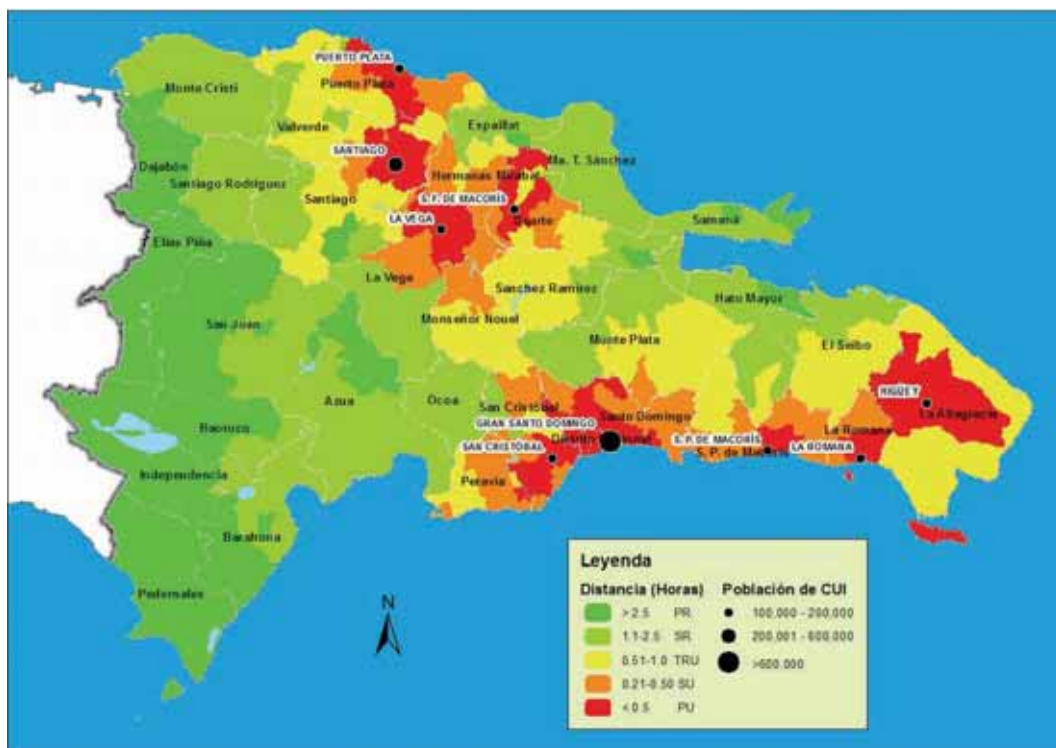 PUERTO PLATA
Puerto Plata
Monte Cristi
Espaillat
Valverde
SANTIAGO
Ma. T. Sánchez
Dajabón
Hermanas Mirabal
Santiago Rodríguez
Santiago
S. F. DE MACORÍS
Duarte
LA VEGA
Samaná
Elías Piña
La Vega
Sanchez Ramirez
Hato Mayor
San Juan
Monseñor Nouel
Monte Plata
El Seibo
HIGÜEY
La Altagracia
Azua
Ocoa
San Cristóbal
Santo Domingo
GRAN SANTO DOMINGO
La Romana
Baoruco
SAN CRISTÓBAL
S. P. DE MACORÍS
S. P. de Macorís
LA ROMANA
Independencia
Peravia
Barahona
Pedernales
N
Leyenda
Distancia (Horas)
> 2.5 PR
1.1-2.5 SR
0.51-1.0 TRU
0.21-0.50 SU
< 0.5 PU
Población de CUI
100,000 - 200,000
200,001 - 600,000
>600.000